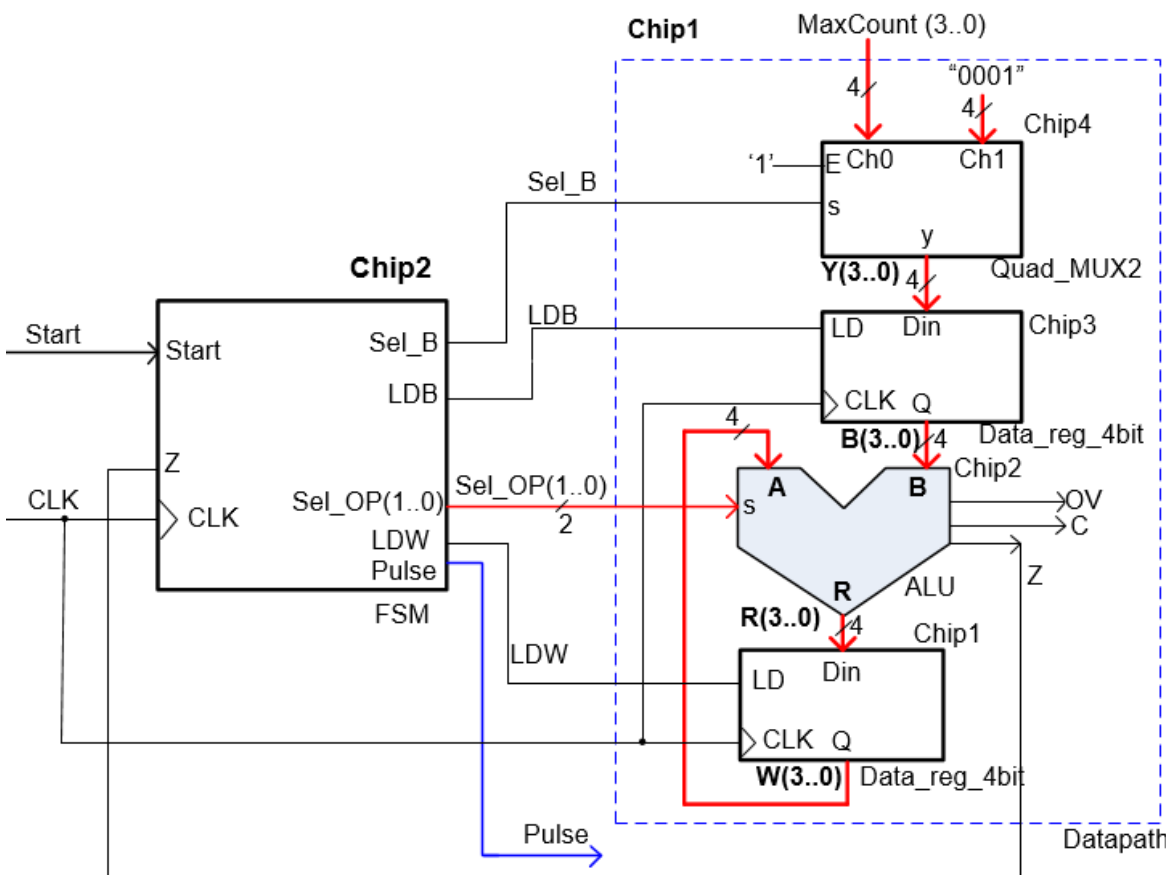 Chip1
MaxCount (3..0)
4
“0001”
4
Chip4
‘1’
E
Ch0
Ch1
Sel_B
s
y
Chip2
Y(3..0)
4
Quad_MUX2
Start
Start
Sel_B
LDB
LDB
LD
Din
Chip3
CLK
Q
4
B(3..0)
4
Data_reg_4bit
Z
Chip2
A
B
CLK
CLK
Sel_OP(1..0)
Sel_OP(1..0)
2
s
OV
C
LDW
Pulse
Z
FSM
R
ALU
R(3..0)
4
Chip1
LDW
LD
Din
CLK
Q
W(3..0)
Data_reg_4bit
Pulse
Datapath